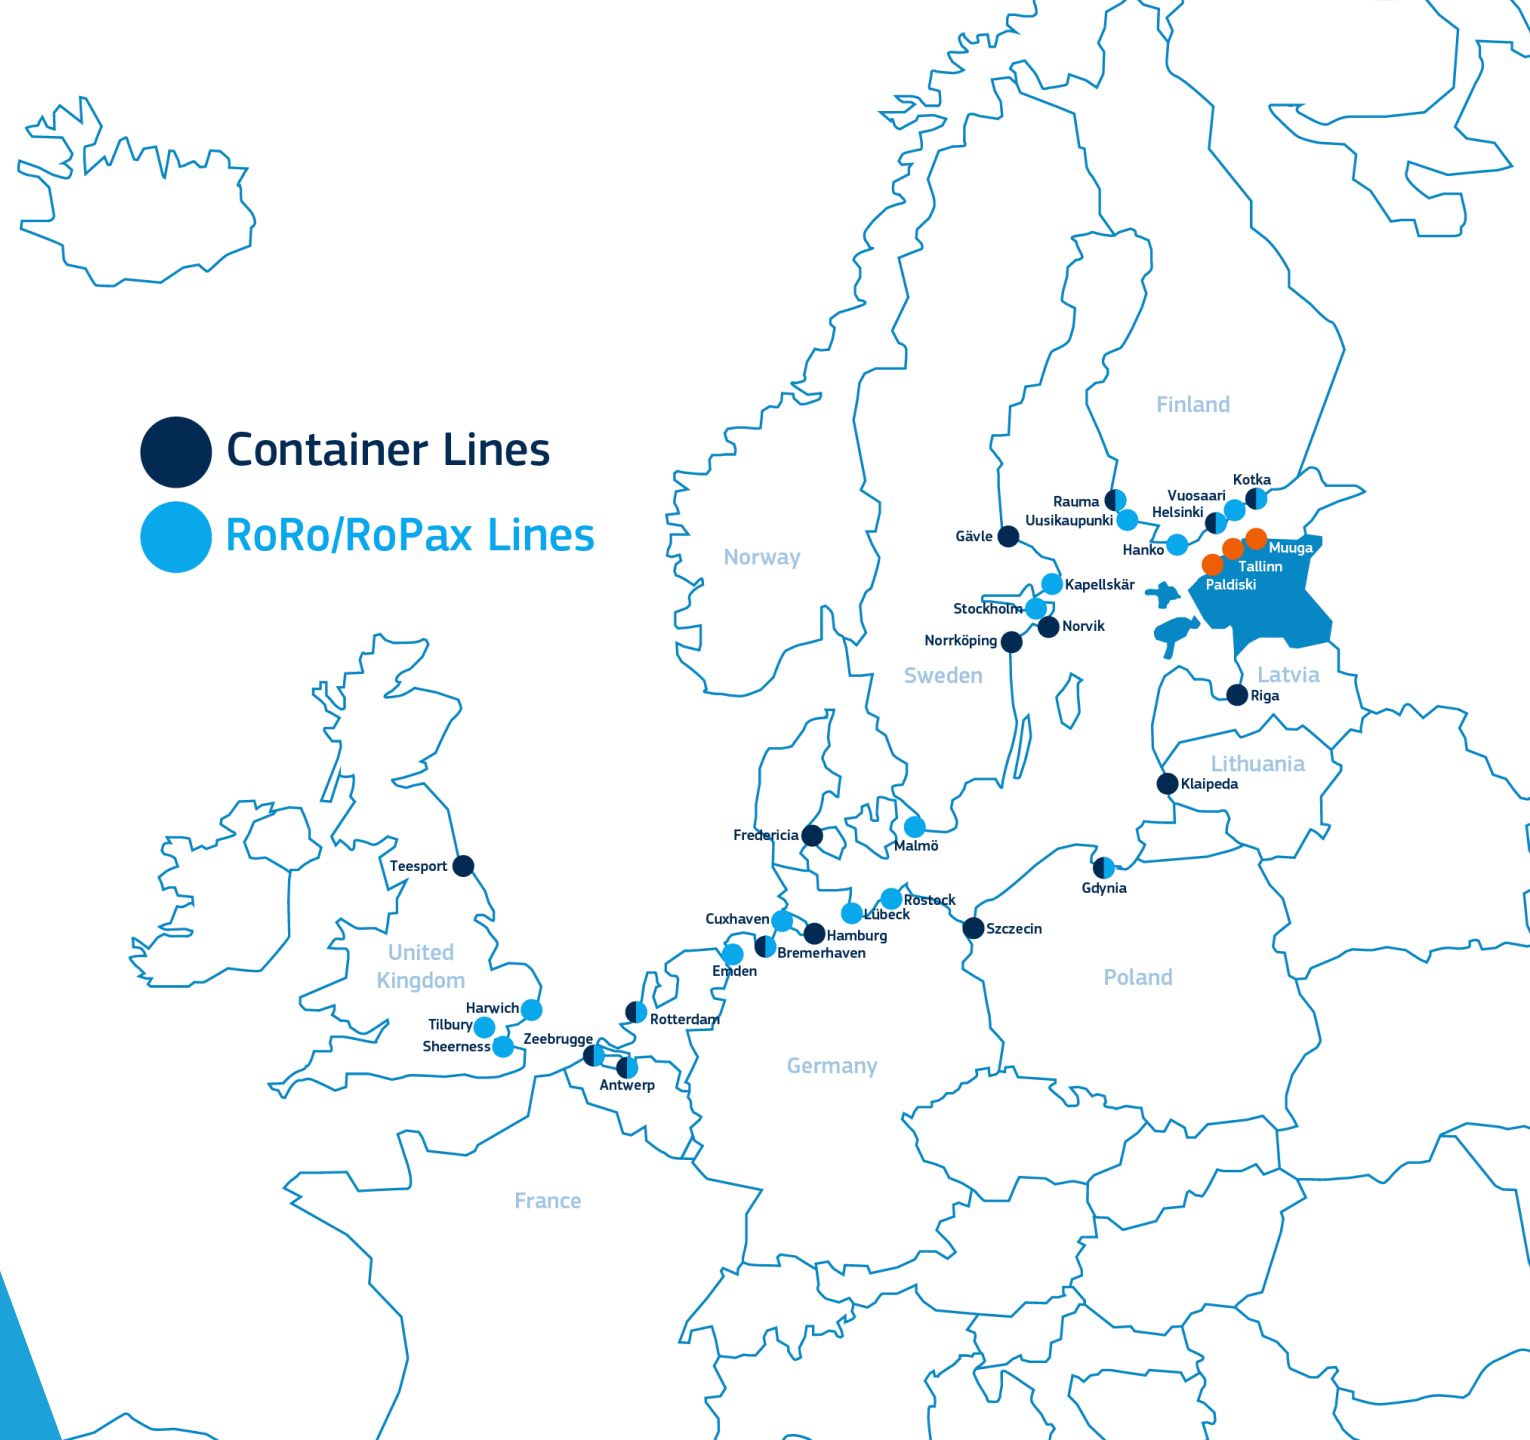 Container Lines
RoRo/RoPax Lines
Finland
Kotka
Vuosaari
Rauma
Helsinki
Uusikaupunki
Gävle
Hanko
Muuga
Norway
Tallinn
Paldiski
Kapellskär
Stockholm
Norvik
Norrköping
Sweden
Latvia
Riga
Lithuania
Klaipeda
Fredericia
Malmö
Teesport
Gdynia
Rostock
Lübeck
Cuxhaven
Szczecin
Hamburg
Bremerhaven
United
Kingdom
Emden
Poland
Harwich
Rotterdam
Tilbury
Zeebrugge
Sheerness
Germany
Antwerp
France